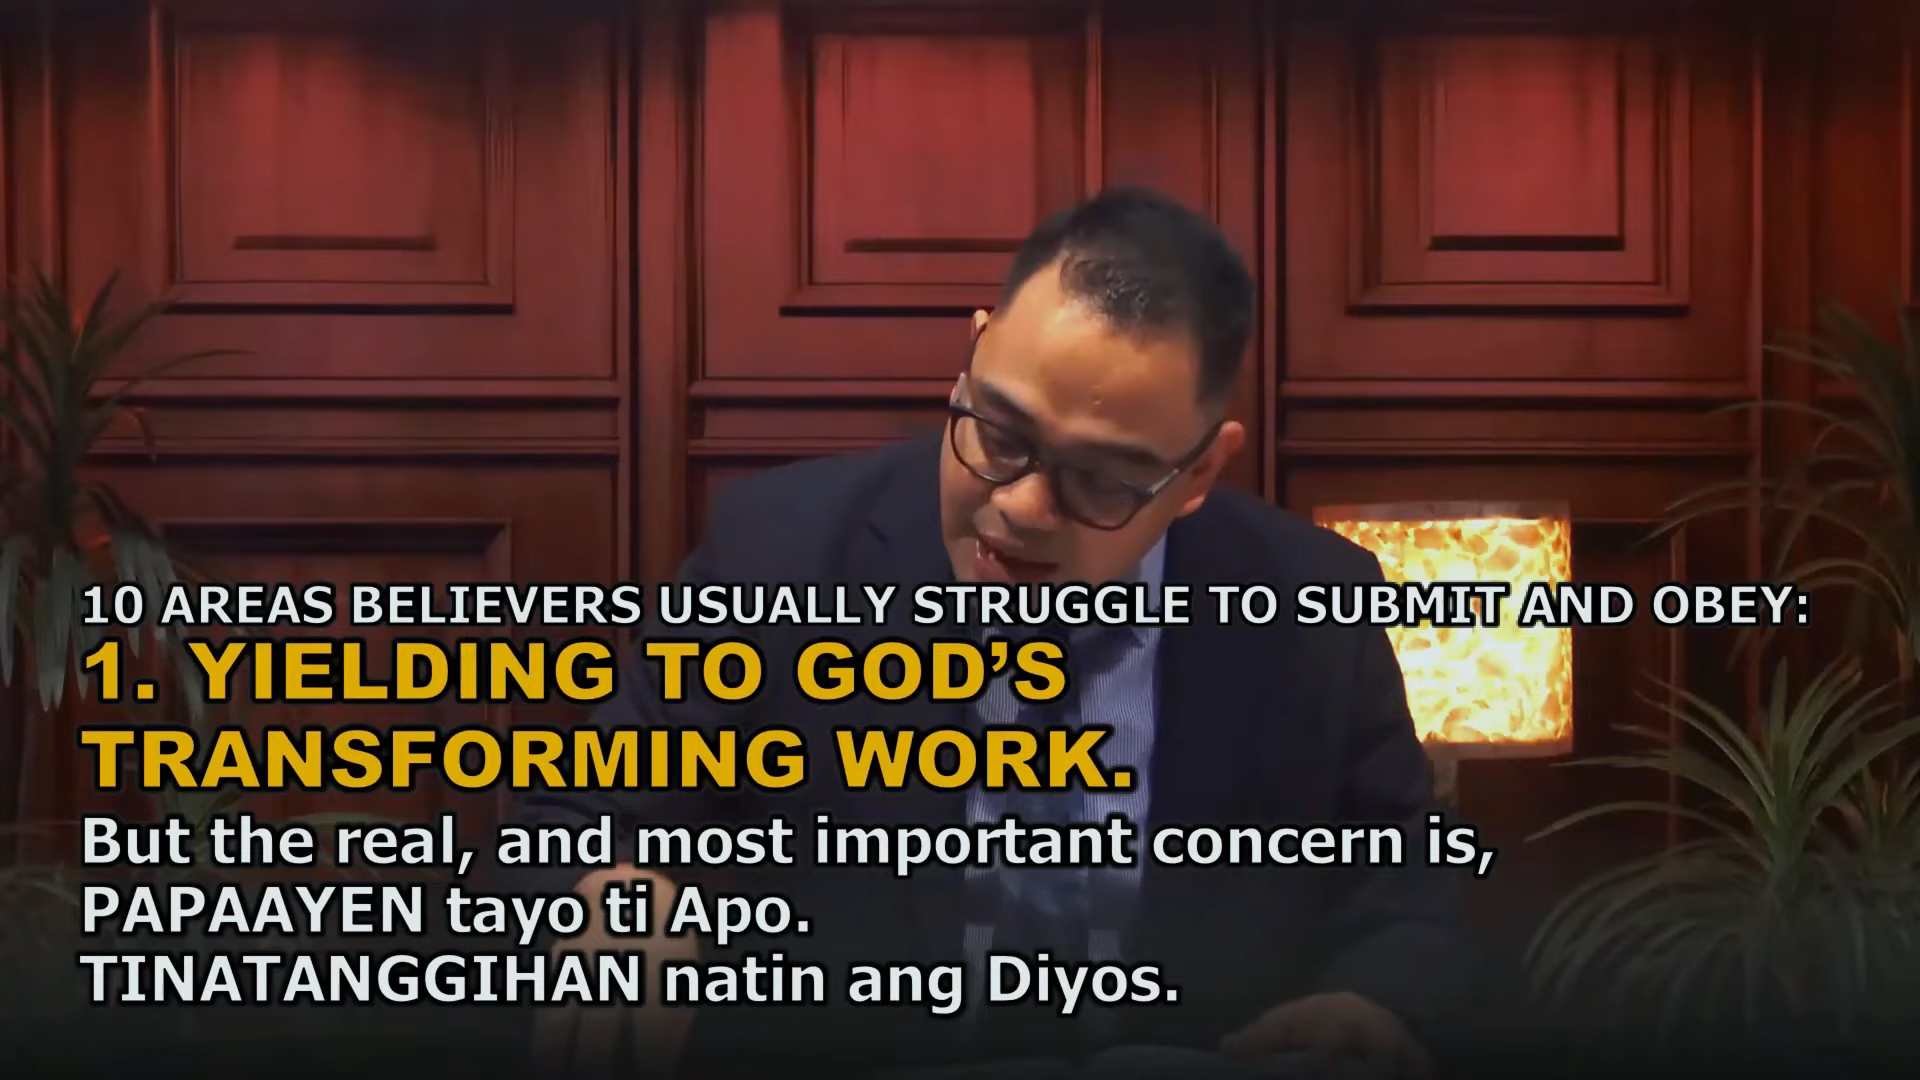 10 AREAS BELIEVERS USUALLY STRUGGLE TO SUBMIT AND OBEY:
1. YIELDING TO GOD’S
TRANSFORMING WORK.
But the real, and most important concern is,
PAPAAYEN tayo ti Apo.
TINATANGGIHAN natin ang Diyos.